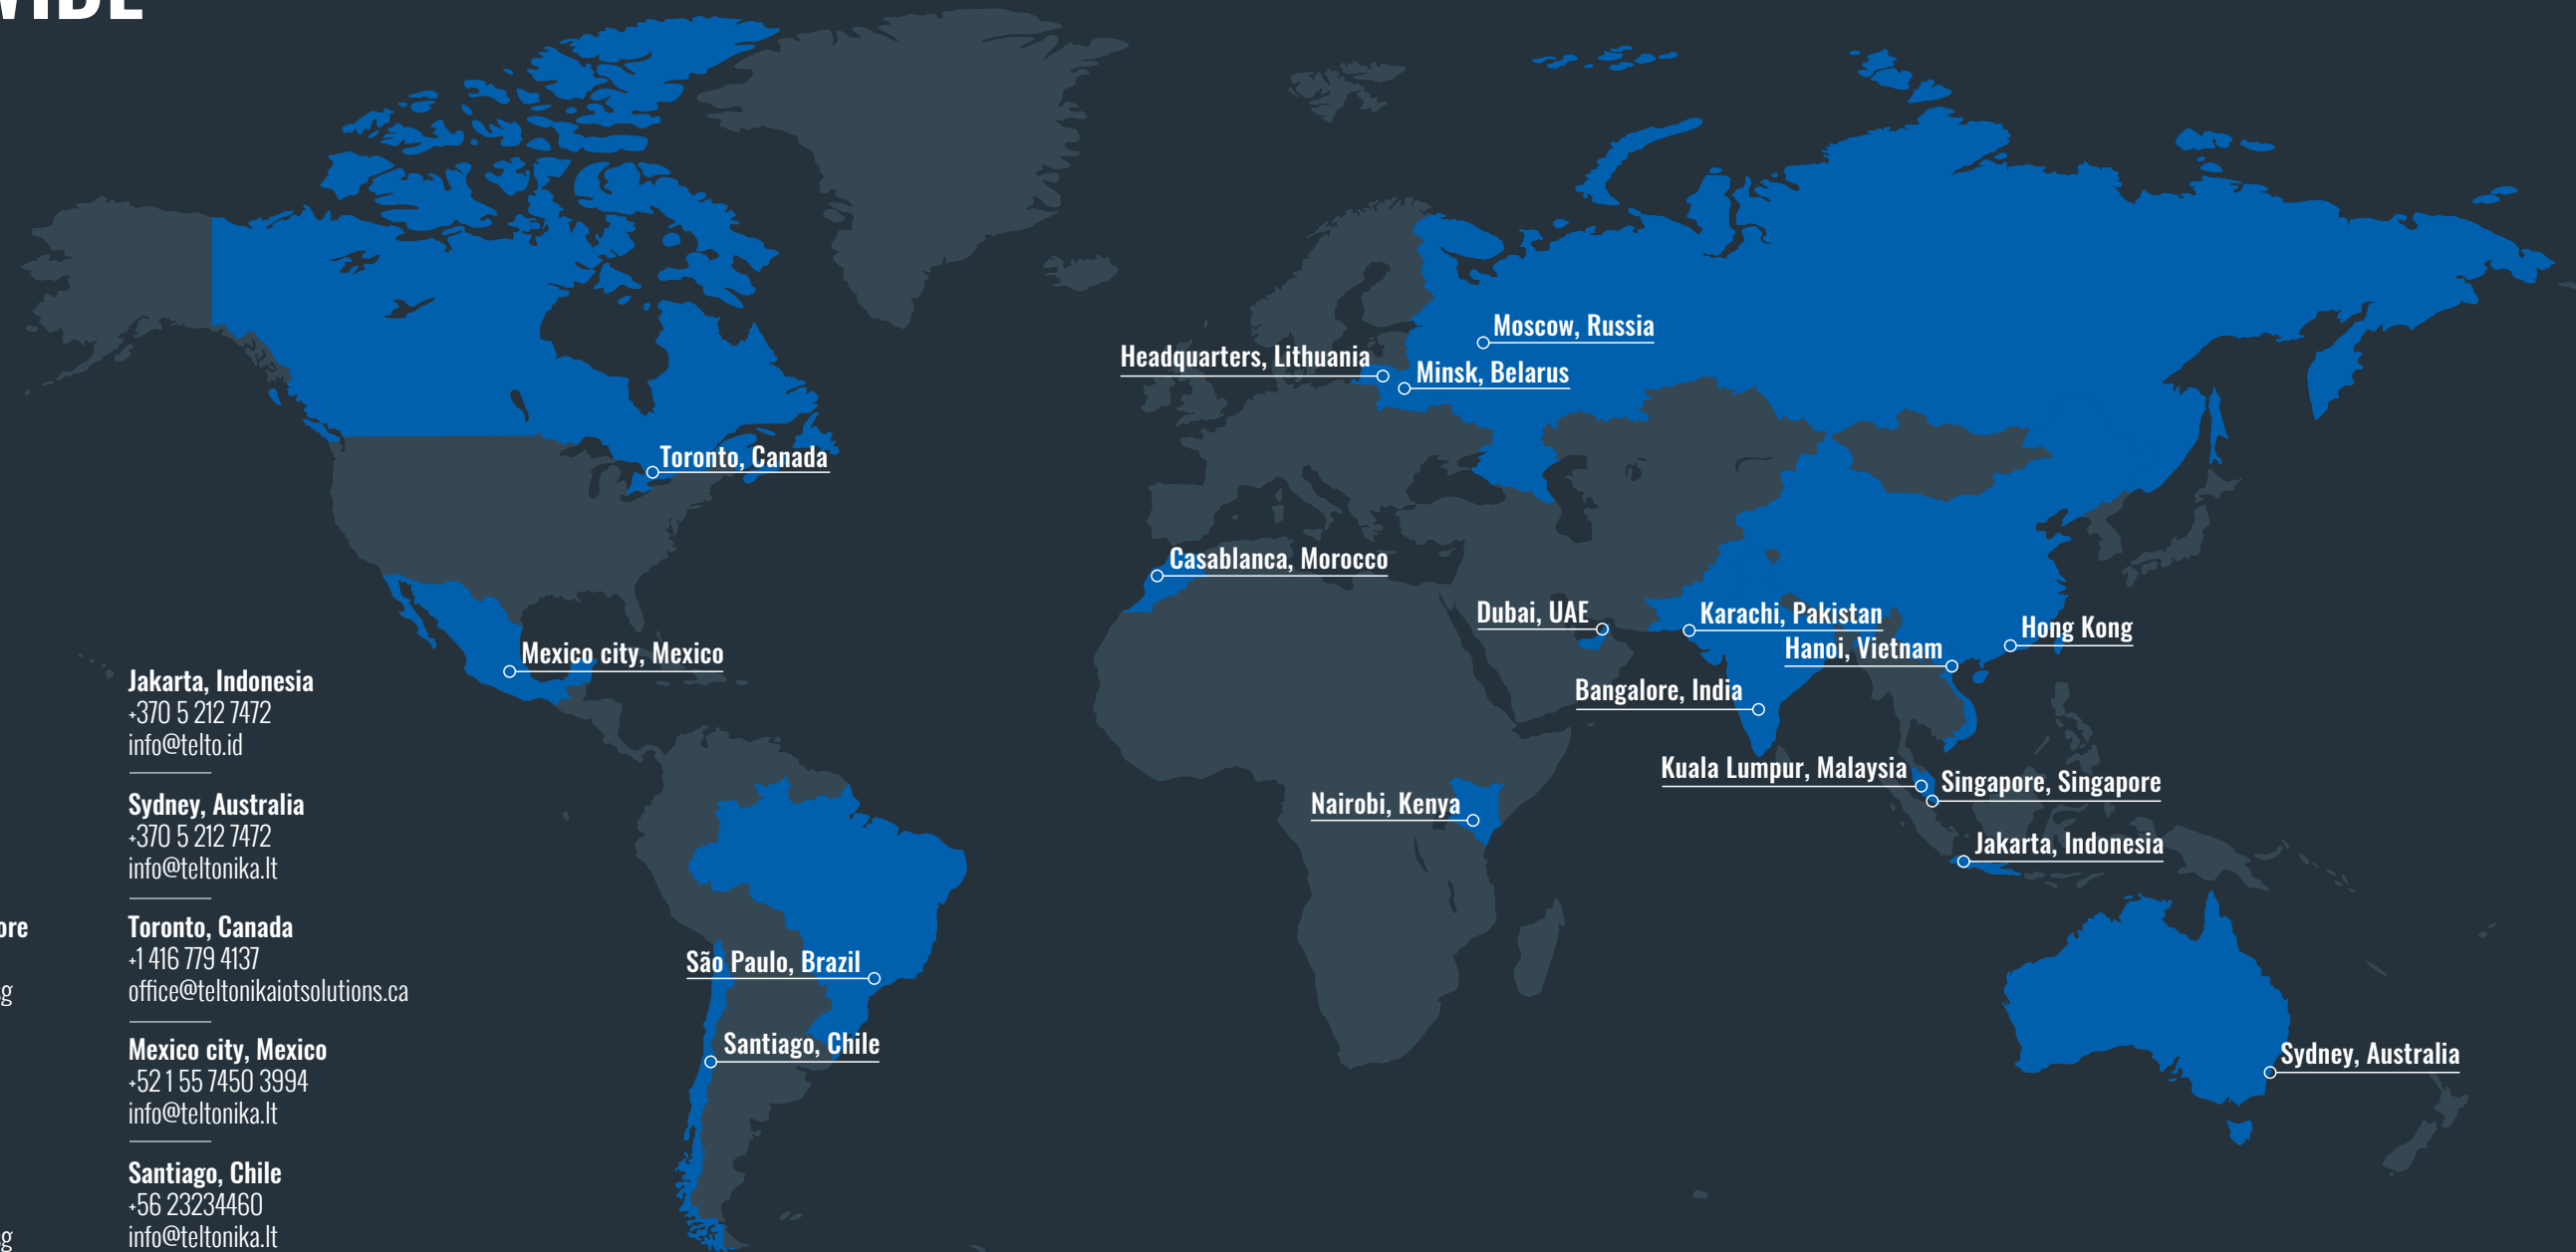 Moscow, Russia
Headquarters, Lithuania
Minsk, Belarus
Toronto, Canada
Casablanca, Morocco
Dubai, UAE
Karachi, Pakistan
Hong Kong
Hanoi, Vietnam
Mexico city, Mexico
Bangalore, India
Kuala Lumpur, Malaysia
Singapore, Singapore
Nairobi, Kenya
Jakarta, Indonesia
São Paulo, Brazil
Santiago, Chile
Sydney, Australia
Jakarta, Indonesia
+370 5 212 7472
info@telto.id
Sydney, Australia
+370 5 212 7472
info@teltonika.lt
Toronto, Canada
+1 416 779 4137
office@teltonikaiotsolutions.ca
Mexico city, Mexico
+52 1 55 7450 3994
info@teltonika.lt
Santiago, Chile
+56 23234460
info@teltonika.lt